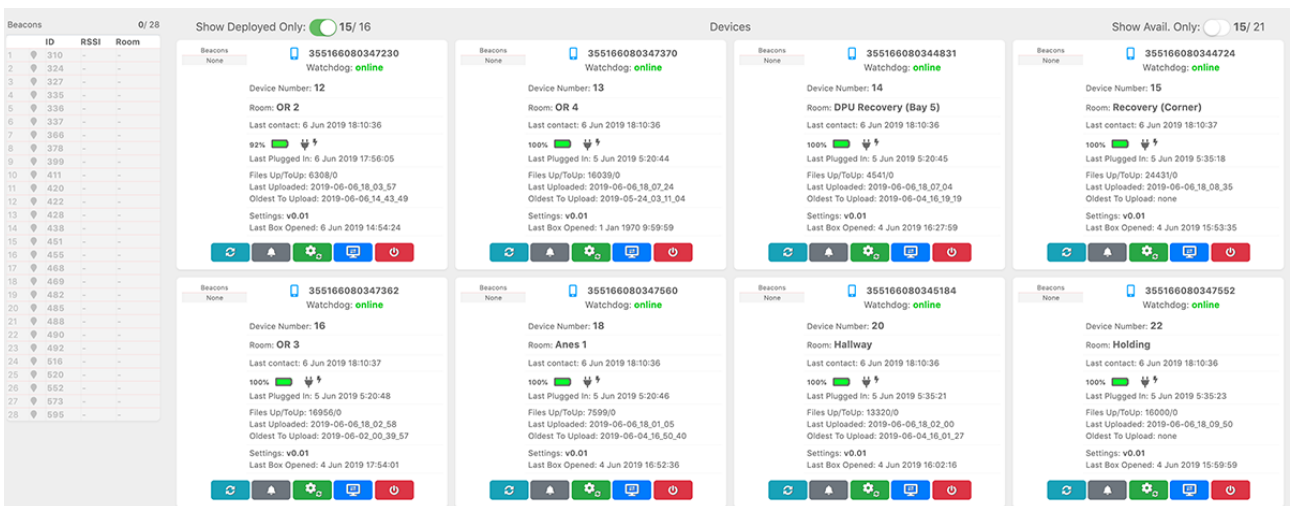 Beacons 0/ 28
ID RSSI Room
1 310 - -
2 324 - -
3 327 - -
4 335 - -
5 336 - -
6 337 - -
7 366 - -
8 378 - -
9 399 - -
10 411 - -
11 420 - -
12 422 - -
13 428 - -
14 438 - -
15 451 - -
16 455 - -
17 468 - -
18 469 - -
19 482 - -
20 485 - -
21 488 - -
22 490 - -
23 492 - -
24 516 - -
25 520 - -
26 552 - -
27 573 - -
28 595 - -
Show Deployed Only: 15/ 16 Devices Show Avail. Only: 15/ 21
Beacons
None
355166080347230
Watchdog: online
Device Number: 12
Room: OR 2
Last contact: 6 Jun 2019 18:10:36
92%
Last Plugged In: 6 Jun 2019 17:56:05
Files Up/ToUp: 6308/0
Last Uploaded: 2019-06-06_18_03_57
Oldest To Upload: 2019-06-06_14_43_49
Settings: v0.01
Last Box Opened: 6 Jun 2019 14:54:24
Beacons
None
355166080347370
Watchdog: online
Device Number: 13
Room: OR 4
Last contact: 6 Jun 2019 18:10:36
100%
Last Plugged In: 5 Jun 2019 5:20:44
Files Up/ToUp: 16039/0
Last Uploaded: 2019-06-06_18_07_24
Oldest To Upload: 2019-05-24_03_11_04
Settings: v0.01
Last Box Opened: 1 Jan 1970 9:59:59
Beacons
None
355166080344831
Watchdog: online
Device Number: 14
Room: DPU Recovery (Bay 5)
Last contact: 6 Jun 2019 18:10:36
100%
Last Plugged In: 5 Jun 2019 5:20:45
Files Up/ToUp: 4541/0
Last Uploaded: 2019-06-06_18_07_04
Oldest To Upload: 2019-06-04_16_19_19
Settings: v0.01
Last Box Opened: 4 Jun 2019 16:27:59
Beacons
None
355166080344724
Watchdog: online
Device Number: 15
Room: Recovery (Corner)
Last contact: 6 Jun 2019 18:10:37
100%
Last Plugged In: 5 Jun 2019 5:35:18
Files Up/ToUp: 24431/0
Last Uploaded: 2019-06-06_18_08_35
Oldest To Upload: none
Settings: v0.01
Last Box Opened: 4 Jun 2019 15:53:35
Beacons
None
355166080347362
Watchdog: online
Device Number: 16
Room: OR 3
Last contact: 6 Jun 2019 18:10:37
100%
Last Plugged In: 5 Jun 2019 5:20:48
Files Up/ToUp: 16956/0
Last Uploaded: 2019-06-06_18_02_58
Oldest To Upload: 2019-06-02_00_39_57
Settings: v0.01
Last Box Opened: 4 Jun 2019 17:54:01
Beacons
None
355166080347560
Watchdog: online
Device Number: 18
Room: Anes 1
Last contact: 6 Jun 2019 18:10:36
100%
Last Plugged In: 5 Jun 2019 5:20:46
Files Up/ToUp: 7599/0
Last Uploaded: 2019-06-06_18_01_05
Oldest To Upload: 2019-06-04_16_50_40
Settings: v0.01
Last Box Opened: 4 Jun 2019 16:52:36
Beacons
None
355166080345184
Watchdog: online
Device Number: 20
Room: Hallway
Last contact: 6 Jun 2019 18:10:36
100%
Last Plugged In: 5 Jun 2019 5:35:21
Files Up/ToUp: 13320/0
Last Uploaded: 2019-06-06_18_02_00
Oldest To Upload: 2019-06-04_16_01_27
Settings: v0.01
Last Box Opened: 4 Jun 2019 16:02:16
Beacons
None
355166080347552
Watchdog: online
Device Number: 22
Room: Holding
Last contact: 6 Jun 2019 18:10:36
100%
Last Plugged In: 5 Jun 2019 5:35:23
Files Up/ToUp: 16000/0
Last Uploaded: 2019-06-06_18_09_50
Oldest To Upload: none
Settings: v0.01
Last Box Opened: 4 Jun 2019 15:59:59